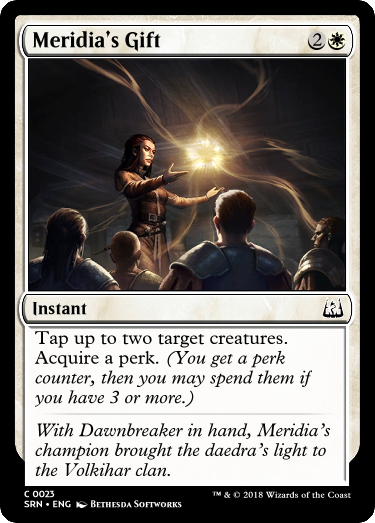 Meridia's Gift 2
Instant
Tap up to two target creatures.
Acquire a perk. (You get a perk
counter, then you may spend them if
you have 3 or more.)
With Dawnbreaker in hand, Meridia's
champion brought the daedra's light to
the Volkihar clan.
C 0023
SRN • ENG Bethesda Softworks
™ & © 2018 Wizards of the Coast